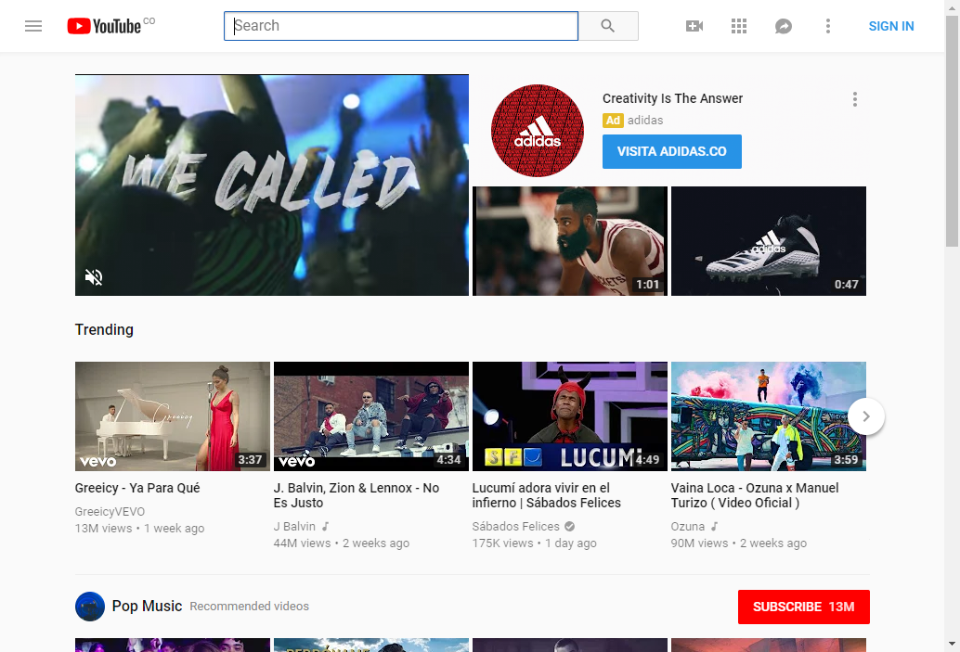 YouTube CO
Search
SIGN IN
WE CALLED
adidas
Creativity Is The Answer
Ad adidas
VISITA ADIDAS.CO
1:01
adidas
0:47
Trending
Greeicy
vevo
3:37
vevo
4:34
SF
LUCUMÍ
4:49
3:59
Greeicy - Ya Para Qué
GreeicyVEVO
13M views • 1 week ago
J. Balvin, Zion & Lennox - No
Es Justo
J Balvin
44M views • 2 weeks ago
Lucumí adora vivir en el
infierno | Sábados Felices
Sábados Felices
175K views • 1 day ago
Vaina Loca - Ozuna x Manuel
Turizo ( Video Oficial )
Ozuna
90M views • 2 weeks ago
Pop Music Recommended videos
SUBSCRIBE 13M